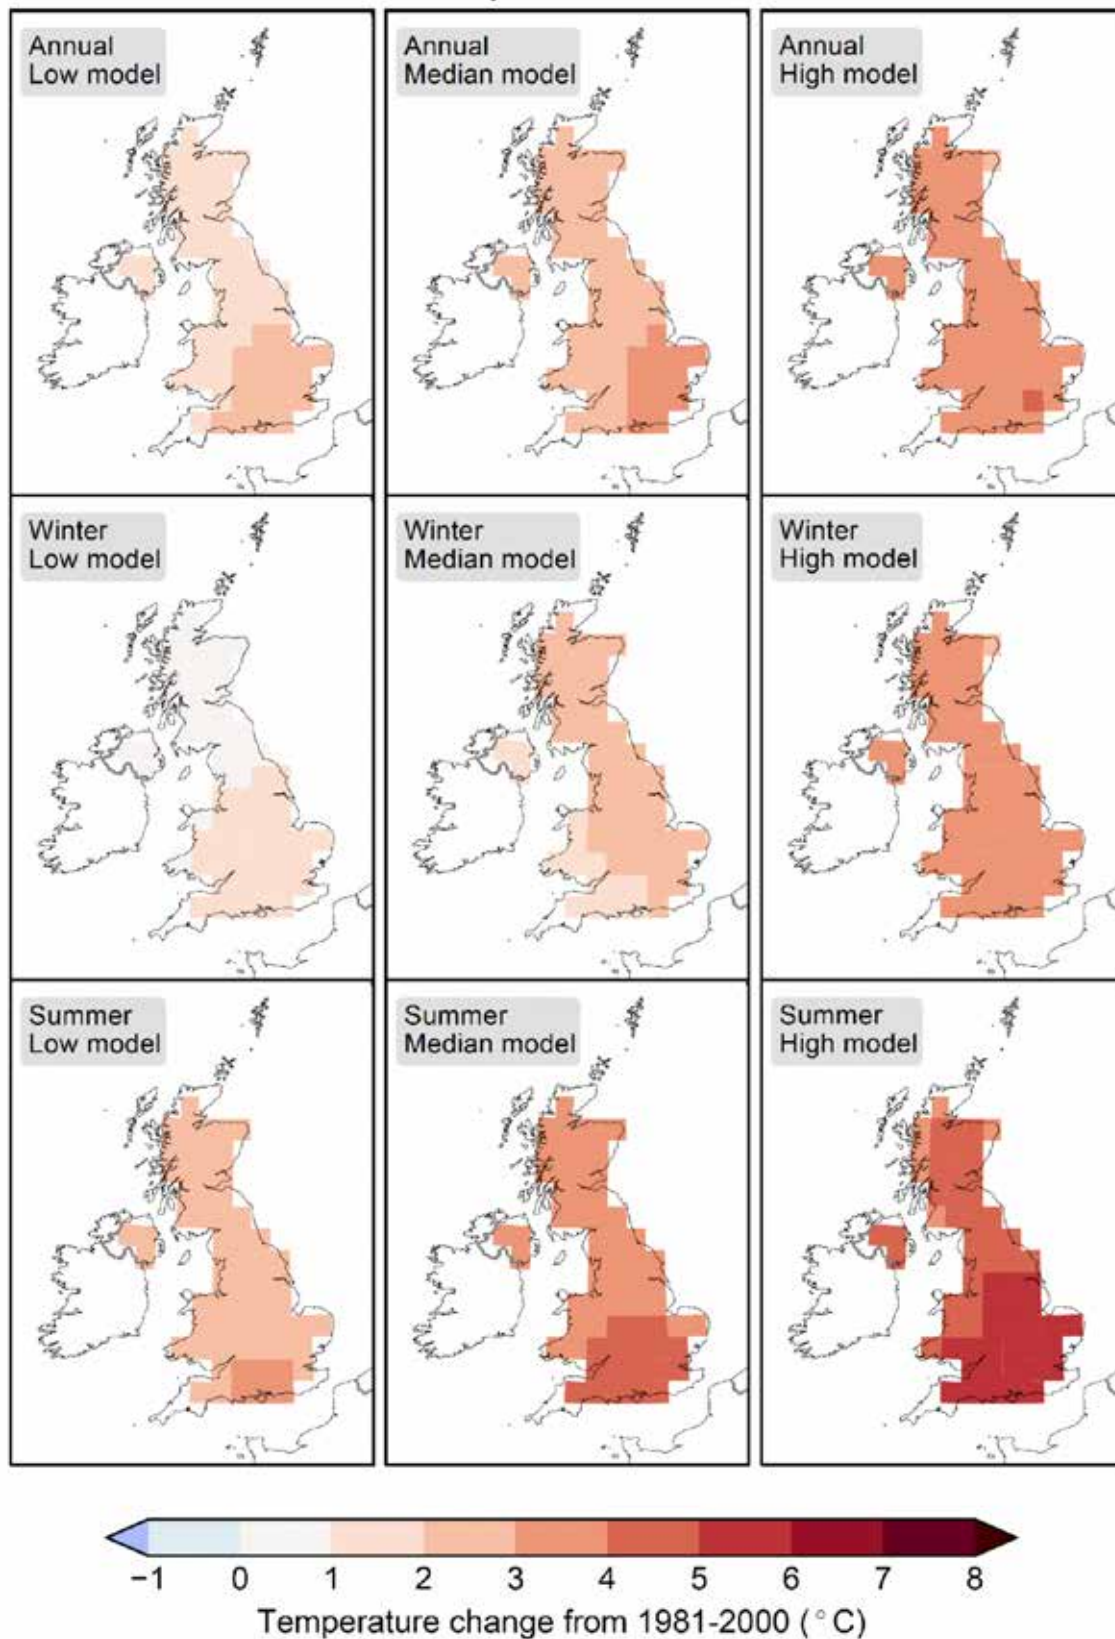 Annual
Low model
Annual
Median model
Annual
High model
Winter
Low model
Winter
Median model
Winter
High model
Summer
Low model
Summer
Median model
Summer
High model
−1 0 1 2 3 4 5 6 7 8
Temperature change from 1981-2000 (°C)